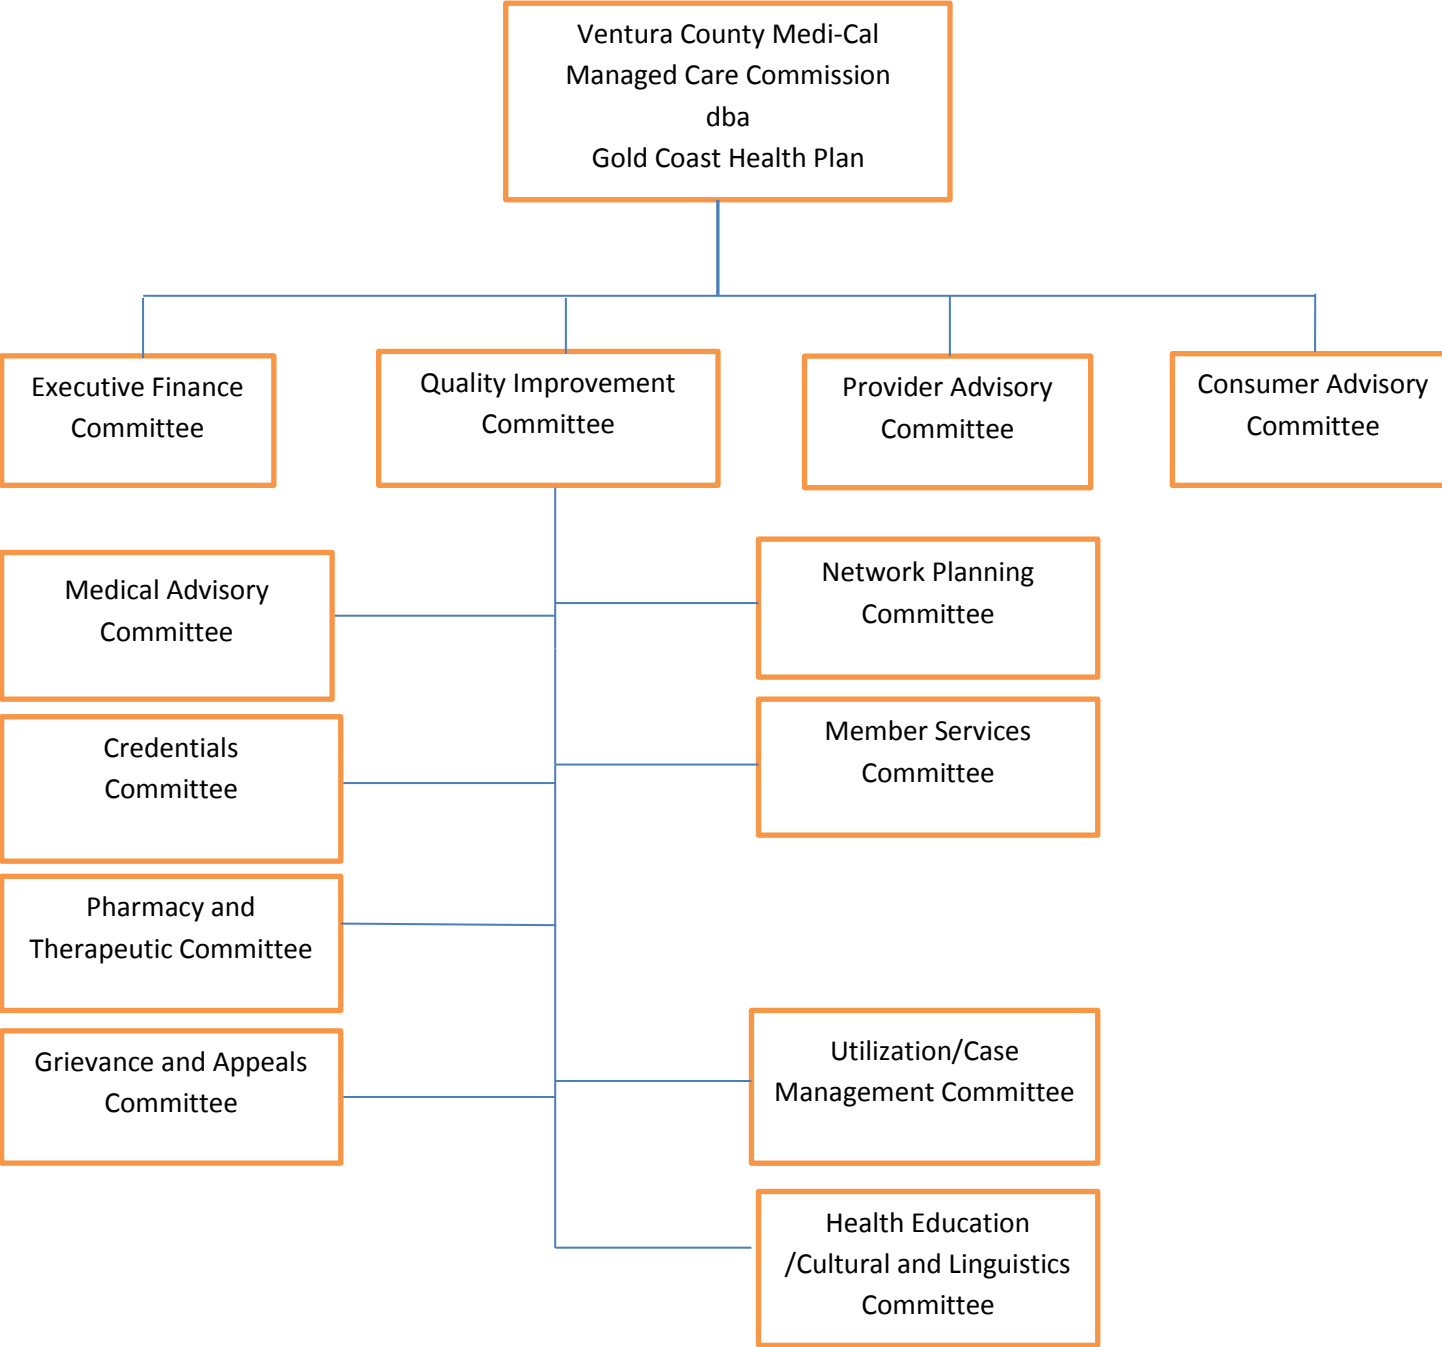 Ventura County Medi-Cal
Managed Care Commission
dba
Gold Coast Health Plan
Executive Finance
Committee
Quality Improvement
Committee
Provider Advisory
Committee
Consumer Advisory
Committee
Medical Advisory
Committee
Network Planning
Committee
Credentials
Committee
Member Services
Committee
Pharmacy and
Therapeutic Committee
Grievance and Appeals
Committee
Utilization/Case
Management Committee
Health Education
/Cultural and Linguistics
Committee